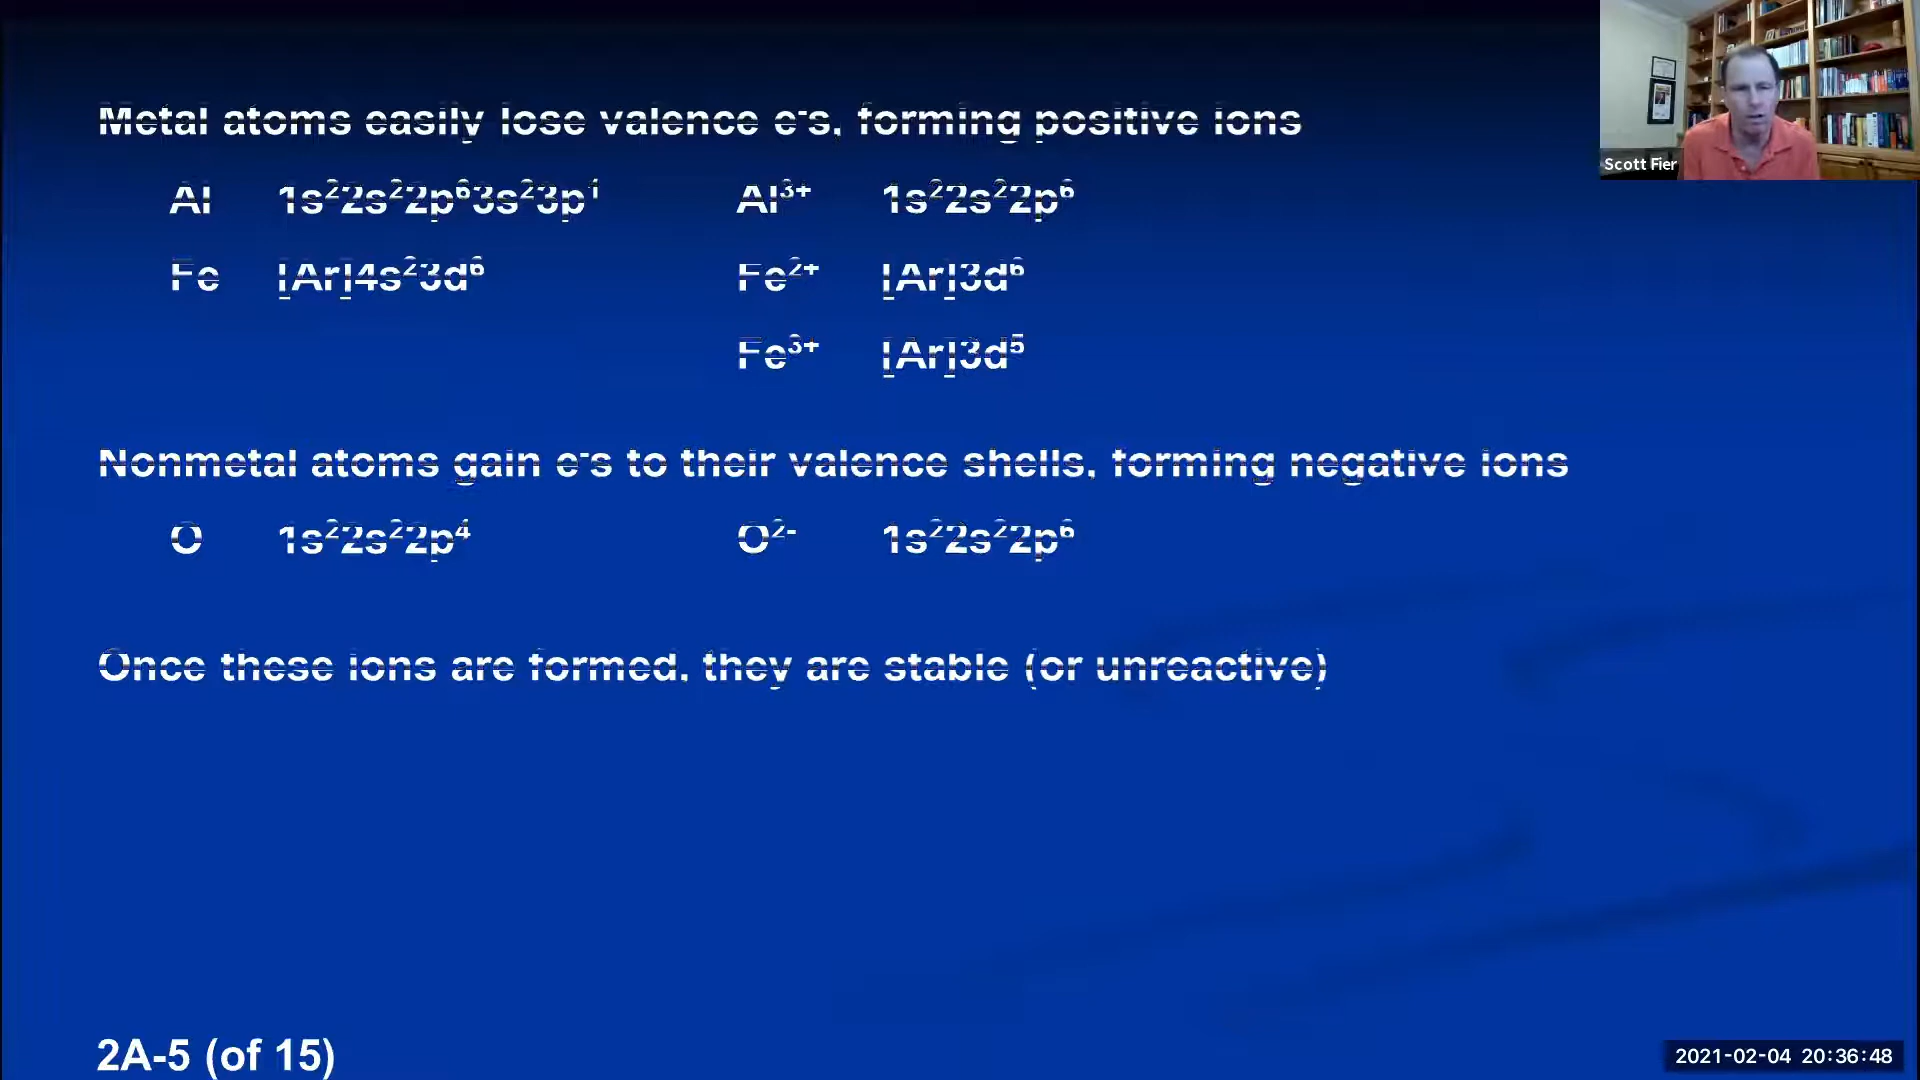 Metal atoms easily lose valence e⁻s, forming positive ions
Al 1s²2s²2p⁶3s²3p¹ Al³⁺ 1s²2s²2p⁶
Fe [Ar]4s²3d⁶ Fe²⁺ [Ar]3d⁶
Fe³⁺ [Ar]3d⁵
Nonmetal atoms gain e⁻s to their valence shells, forming negative ions
O 1s²2s²2p⁴ O²⁻ 1s²2s²2p⁶
Once these ions are formed, they are stable (or unreactive)
2A-5 (of 15)
Scott Fier
2021-02-04 20:36:48